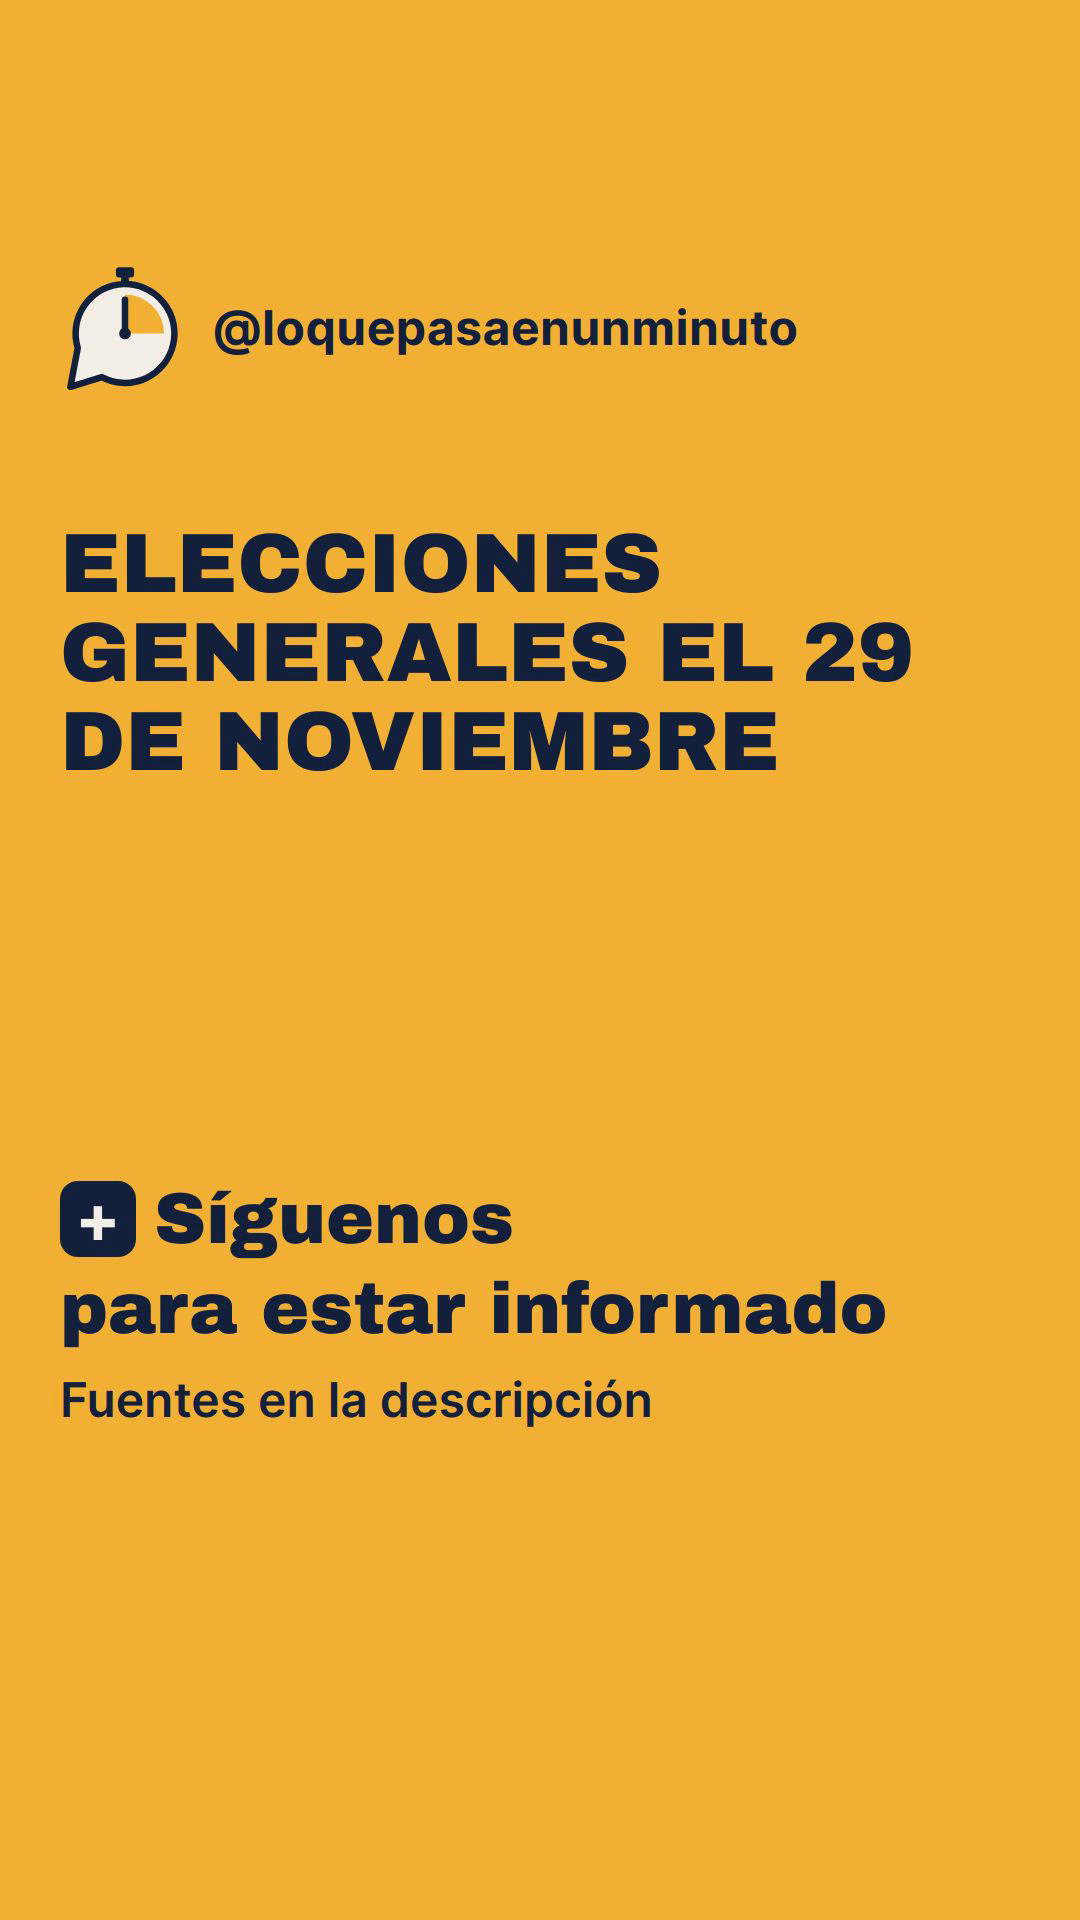 @loquepasaenunminuto
ELECCIONES
GENERALES EL 29
DE NOVIEMBRE
+ Síguenos
para estar informado
Fuentes en la descripción